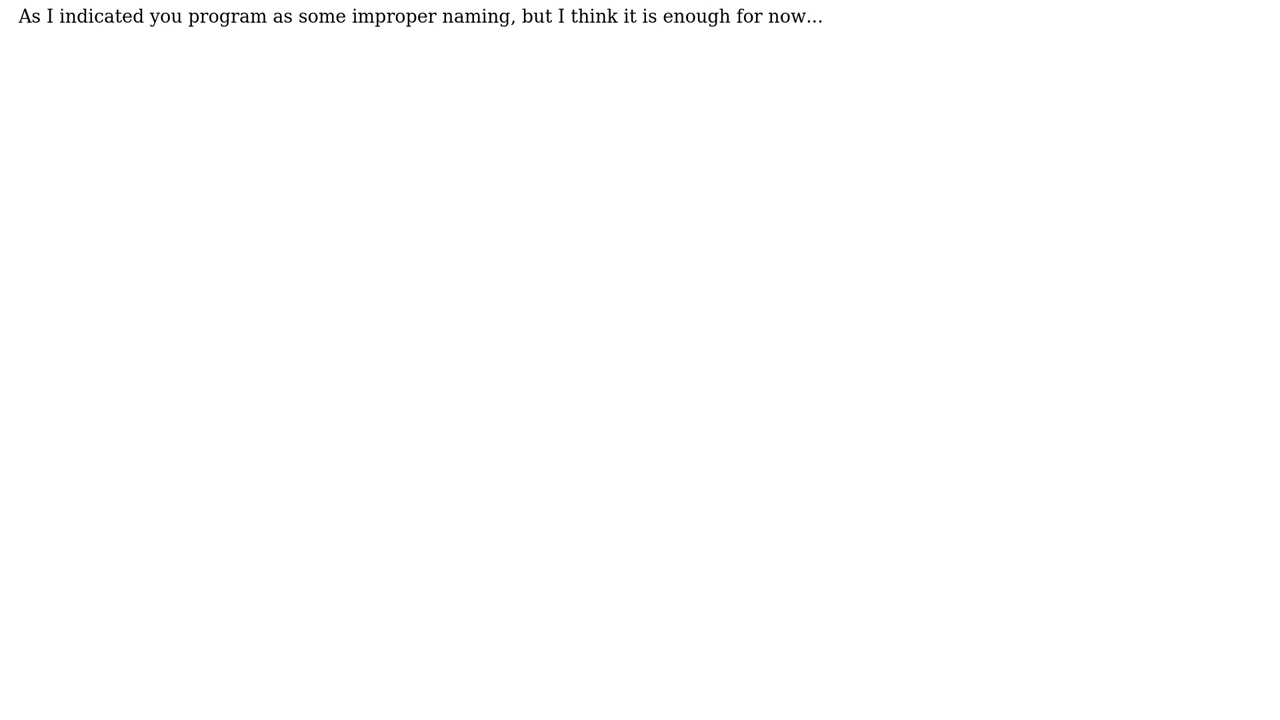 As I indicated you program as some improper naming, but I think it is enough for now...